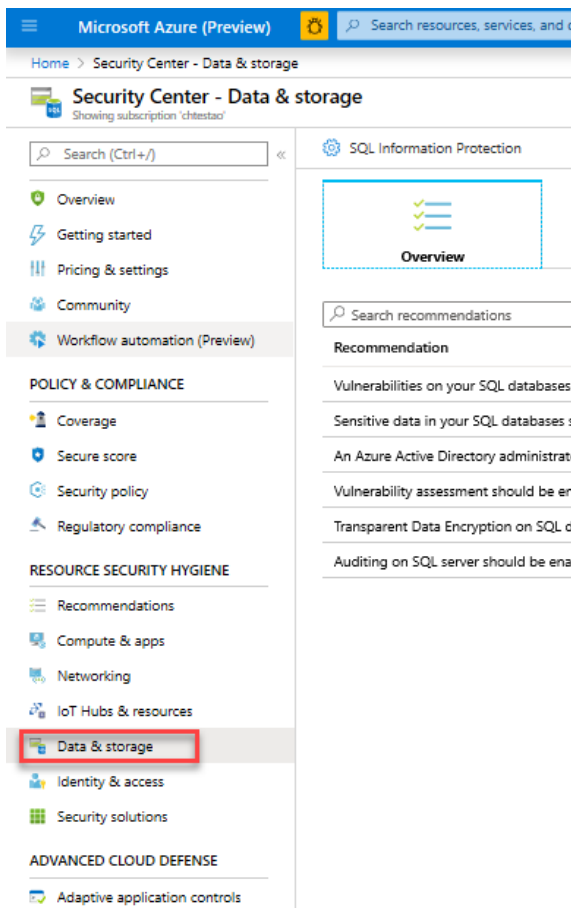 Microsoft Azure (Preview)
Search resources, services, and
Home > Security Center - Data & storage
Security Center - Data & storage
Showing subscription 'chtestao'
SQL
Search (Ctrl+/)
«
SQL Information Protection
Overview
Getting started
Pricing & settings
Community
Workflow automation (Preview)
POLICY & COMPLIANCE
Coverage
Secure score
Security policy
Regulatory compliance
RESOURCE SECURITY HYGIENE
Recommendations
Compute & apps
Networking
IoT Hubs & resources
Data & storage
Identity & access
Security solutions
ADVANCED CLOUD DEFENSE
Adaptive application controls
Overview
Search recommendations
Recommendation
Vulnerabilities on your SQL databases
Sensitive data in your SQL databases
An Azure Active Directory
Vulnerability assessment should be
Transparent Data Encryption on SQL
Auditing on SQL server should be